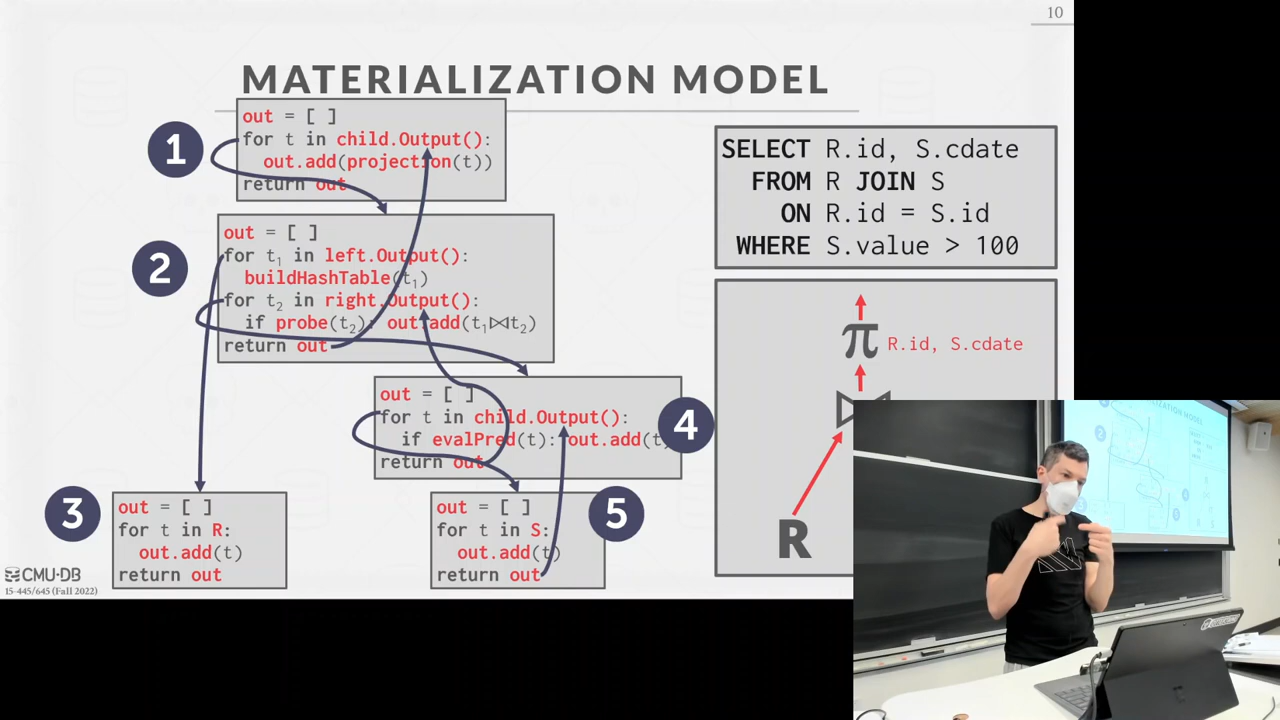 10
MATERIALIZATION MODEL
1
out = [ ]
for t in child.Output():
out.add(projection(t))
return out
2
out = [ ]
for t₁ in left.Output():
buildHashTable(t₁)
for t₂ in right.Output():
if probe(t₂): out.add(t₁⋈t₂)
return out
4
out = [ ]
for t in child.Output():
if evalPred(t): out.add(t
return out
3
out = [ ]
for t in R:
out.add(t)
return out
5
out = [ ]
for t in S:
out.add(t)
return out
SELECT R.id, S.cdate
FROM R JOIN S
ON R.id = S.id
WHERE S.value > 100
π R.id, S.cdate
⋈
R
CMU·DB
15-445/645 (Fall 2022)